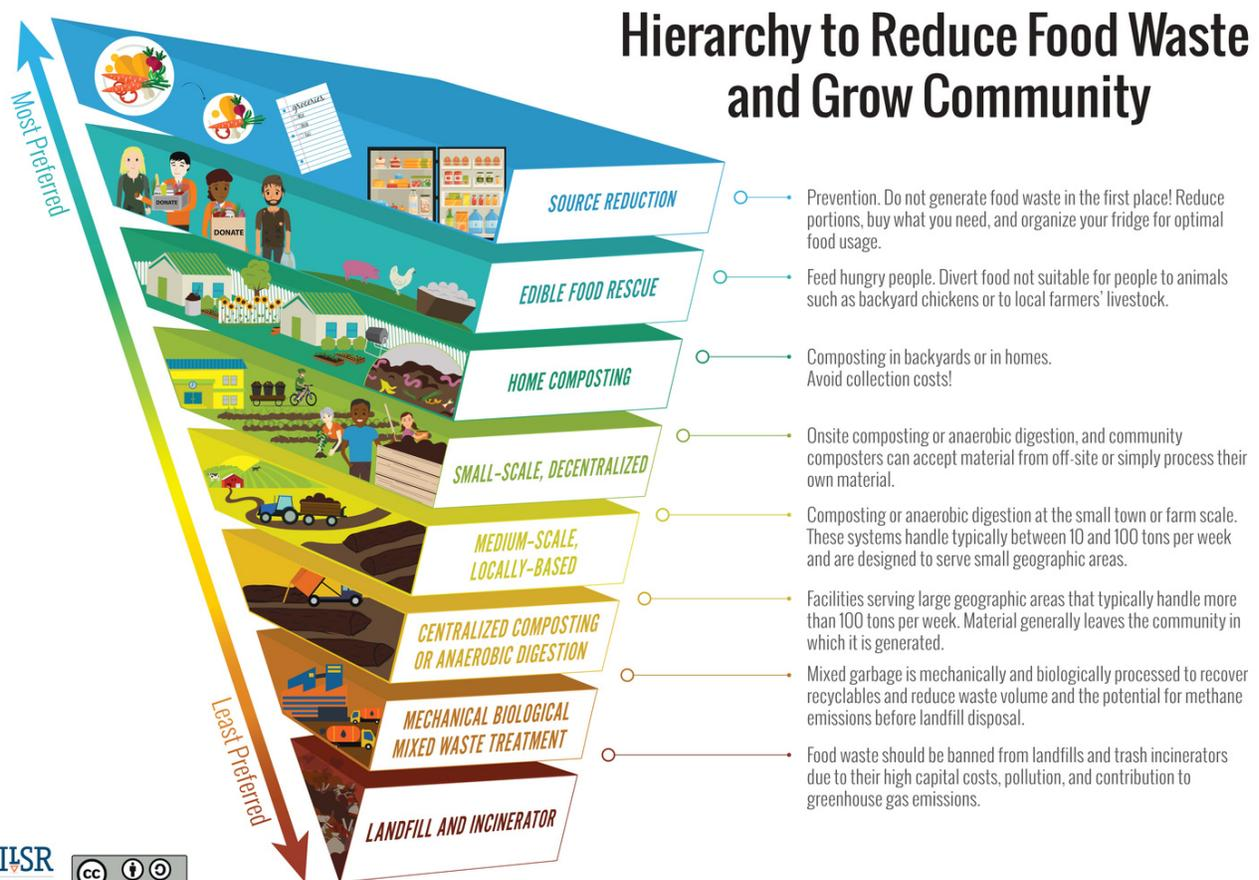 Hierarchy to Reduce Food Waste
and Grow Community
Most Preferred
groceries
DONATE
DONATE
SOURCE REDUCTION
Prevention. Do not generate food waste in the first place! Reduce
portions, buy what you need, and organize your fridge for optimal
food usage.
EDIBLE FOOD RESCUE
Feed hungry people. Divert food not suitable for people to animals
such as backyard chickens or to local farmers' livestock.
HOME COMPOSTING
Composting in backyards or in homes.
Avoid collection costs!
SMALL-SCALE, DECENTRALIZED
Onsite composting or anaerobic digestion, and community
composters can accept material from off-site or simply process their
own material.
MEDIUM-SCALE,
LOCALLY-BASED
Composting or anaerobic digestion at the small town or farm scale.
These systems handle typically between 10 and 100 tons per week
and are designed to serve small geographic areas.
CENTRALIZED COMPOSTING
OR ANAEROBIC DIGESTION
Facilities serving large geographic areas that typically handle more
than 100 tons per week. Material generally leaves the community in
which it is generated.
MECHANICAL BIOLOGICAL
MIXED WASTE TREATMENT
Mixed garbage is mechanically and biologically processed to recover
recyclables and reduce waste volume and the potential for methane
emissions before landfill disposal.
LANDFILL AND INCINERATOR
Food waste should be banned from landfills and trash incinerators
due to their high capital costs, pollution, and contribution to
greenhouse gas emissions.
Least Preferred
ILSR
cc